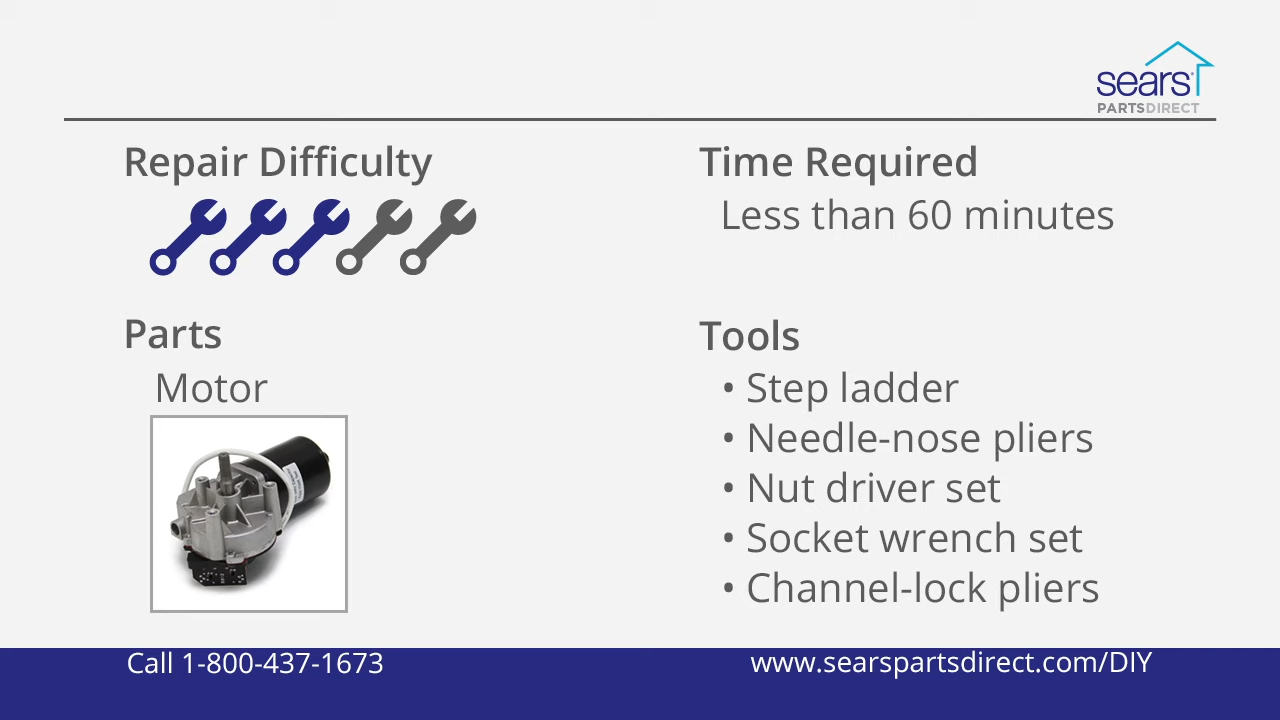 sears
PARTSDIRECT
Repair Difficulty
Time Required
Less than 60 minutes
Parts
Motor
Tools
• Step ladder
• Needle-nose pliers
• Nut driver set
• Socket wrench set
• Channel-lock pliers
Call 1-800-437-1673
www.searspartsdirect.com/DIY